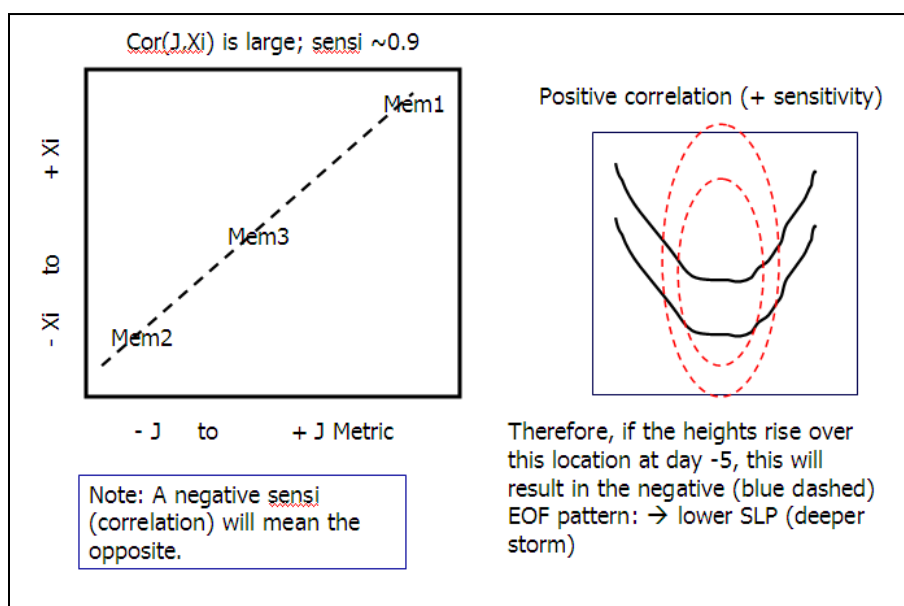 Cor(J,Xi) is large; sensi ~0.9
+ Xi
to
- Xi
Mem1
Mem3
Mem2
- J to + J Metric
Note: A negative sensi
(correlation) will mean the
opposite.
Positive correlation (+ sensitivity)
Therefore, if the heights rise over
this location at day -5, this will
result in the negative (blue dashed)
EOF pattern: → lower SLP (deeper
storm)